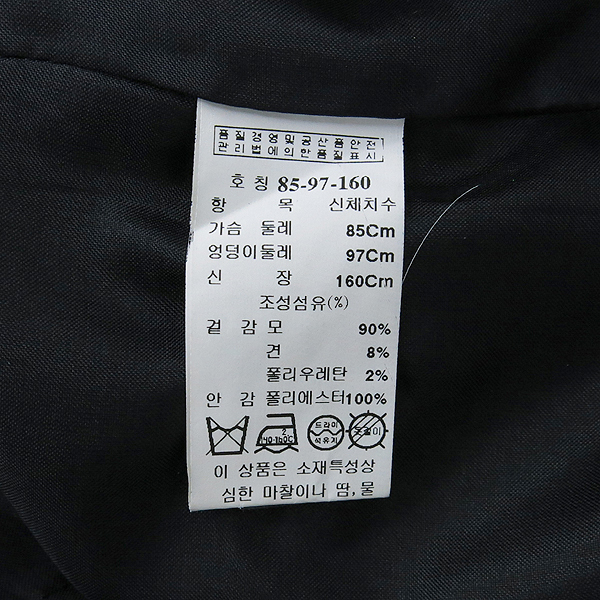 품질경영및공산품안전
관리법에의한품질표시
호 칭 85-97-160
항 목 신체치수
가슴 둘레 85Cm
엉덩이둘레 97Cm
신 장 160Cm
조성섬유(%)
겉 감 모 90%
견 8%
폴리우레탄 2%
안 감 폴리에스터100%
2 140-160℃ 드라이 석유계
이 상품은 소재특성상
심한 마찰이나 땀,물